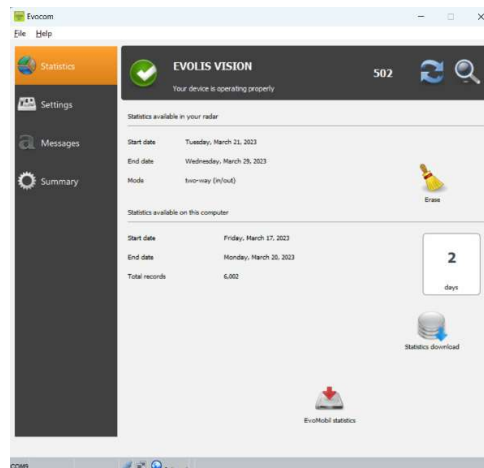 Evocom
File Help
Statistics
Settings
Messages
Summary
EVOLIS VISION 502
Your device is operating properly
Statistics available in your radar
Start date Tuesday, March 21, 2023
End date Wednesday, March 29, 2023
Mode two-way (in/out)
Erase
Statistics available on this computer
Start date Friday, March 17, 2023
End date Monday, March 20, 2023
Total records 6,002
2
days
Statistics download
EvoMobil statistics